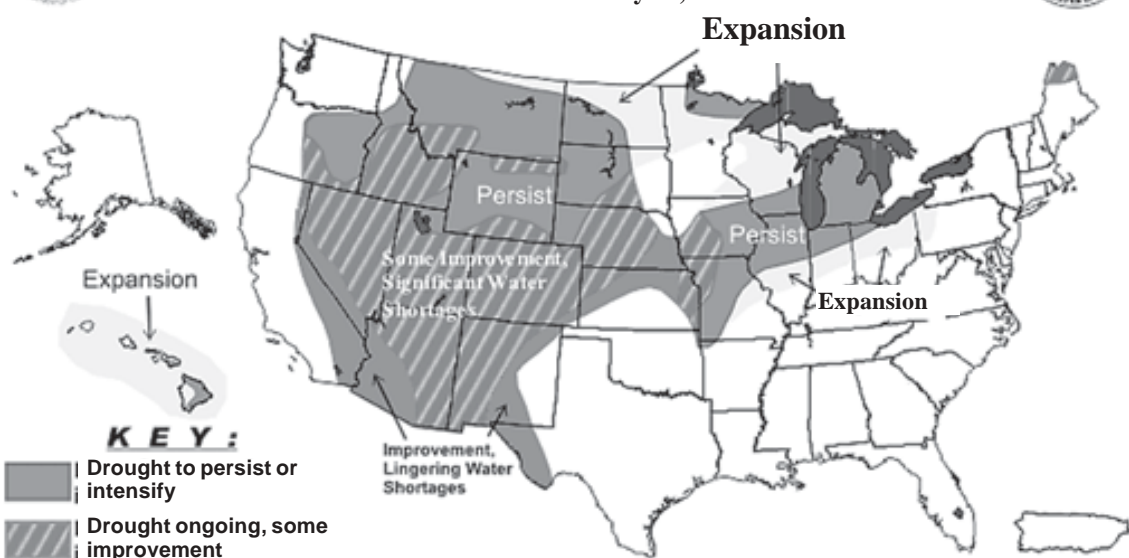 Expansion
Persist
Persist
Some Improvement,
Significant Water
Shortages
Expansion
Expansion
K E Y :
Drought to persist or
intensify
Improvement,
Lingering Water
Shortages
Drought ongoing, some
improvement